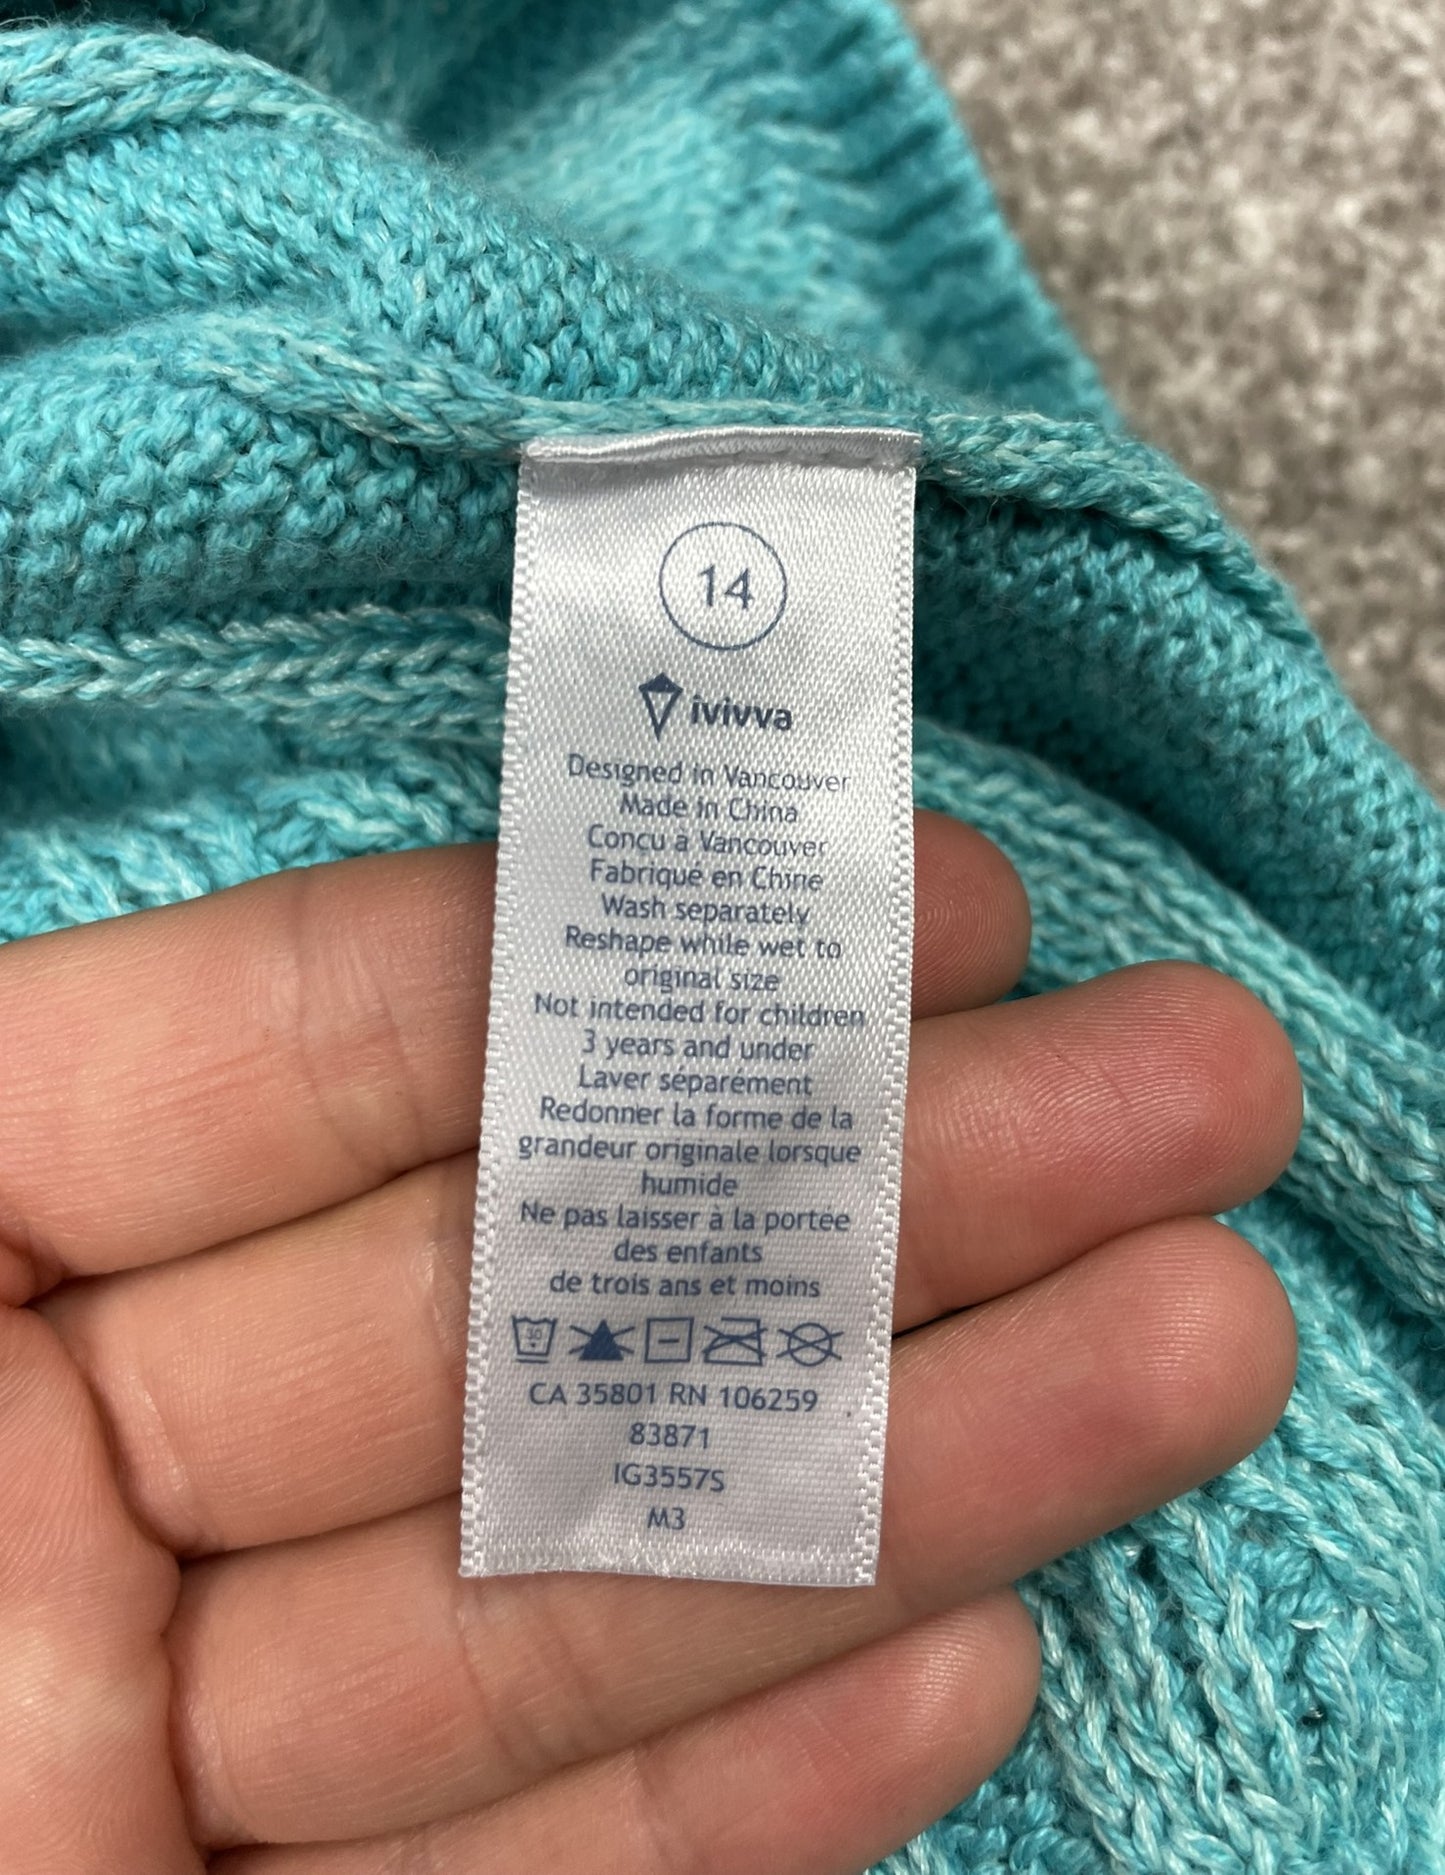 14
ivivva
Designed in Vancouver
Made in China
Concu à Vancouver
Fabriqué en Chine
Wash separately
Reshape while wet to
original size
Not intended for children
3 years and under
Laver séparément
Redonner la forme de la
grandeur originale lorsque
humide
Ne pas laisser à la portée
des enfants
de trois ans et moins
30
CA 35801 RN 106259
83871
IG3557S
M3